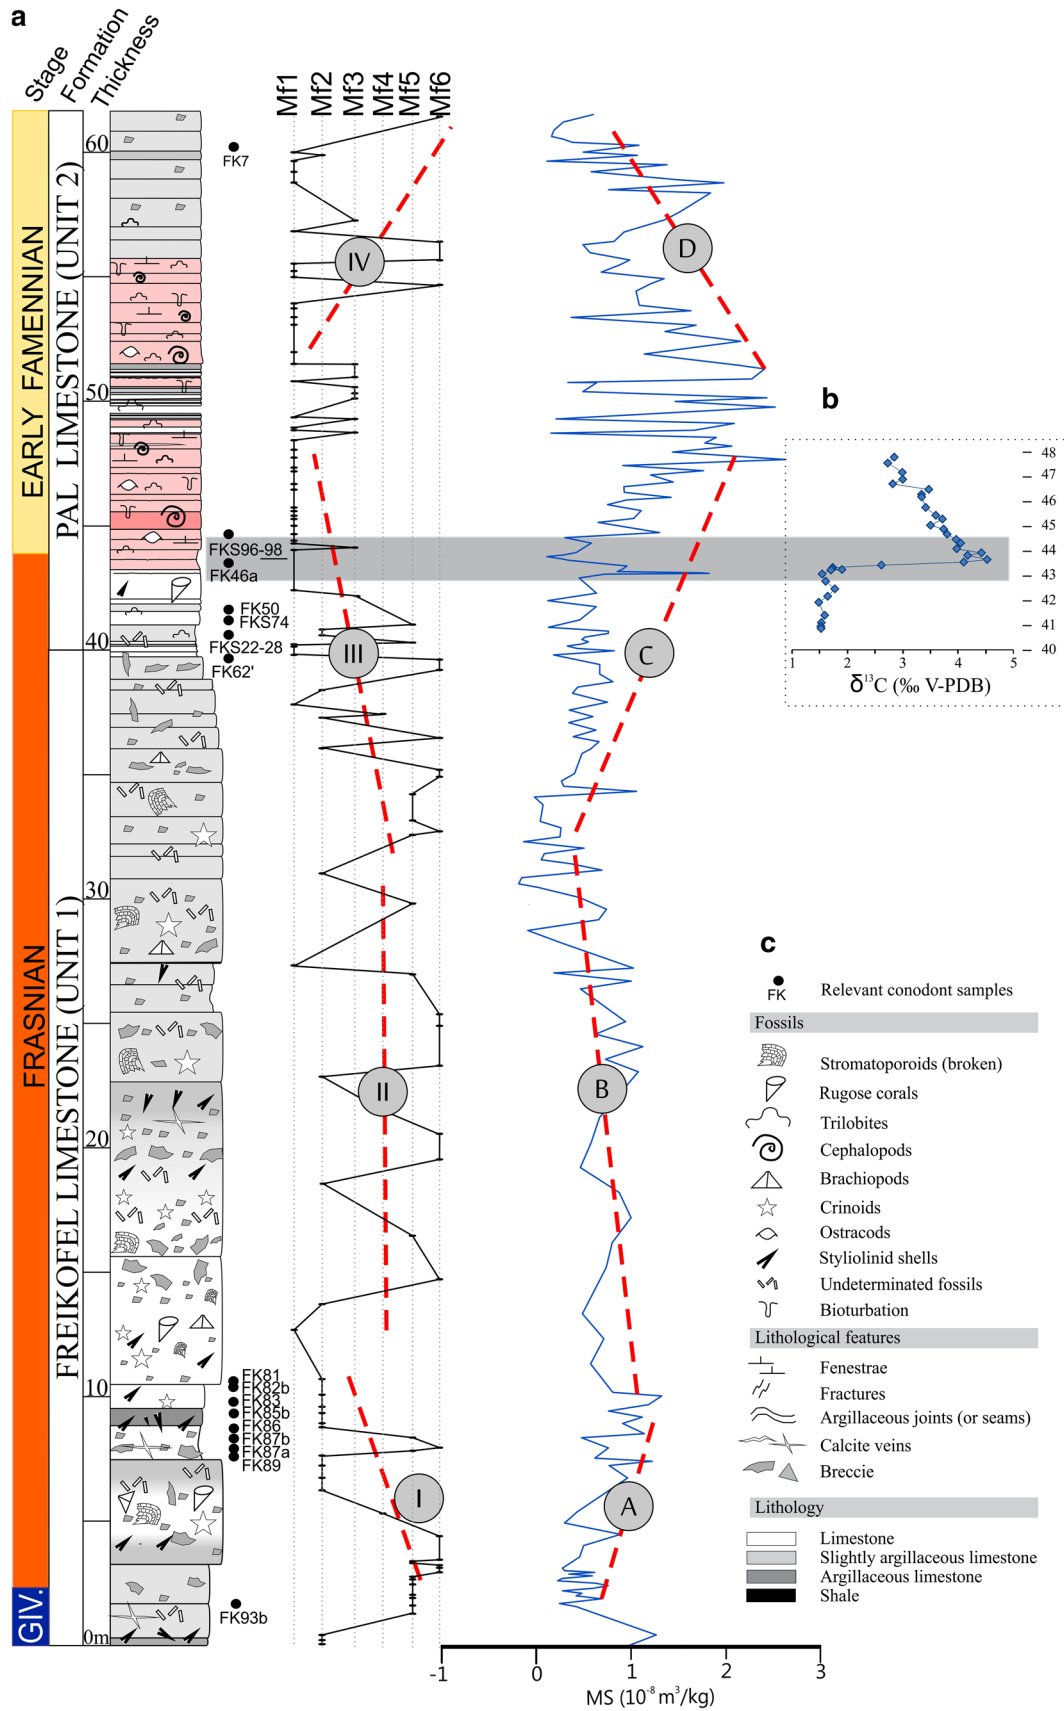 a
Stage
Formation
Thickness
Mf1
Mf2
Mf3
Mf4
Mf5
Mf6
EARLY FAMENNIAN
FRASNIAN
GIV.
PAL LIMESTONE (UNIT 2)
FREIKOFEL LIMESTONE (UNIT 1)
60
50
40
30
20
10
0m
FK7
FKS96-98
FK46a
FK50
FKS74
FKS22-28
FK62'
FK81
FK82b
FK83
FK85b
FK86
FK87b
FK87a
FK89
FK93b
IV
III
II
I
D
C
B
A
-1
0
1
2
3
MS (10⁻⁸ m³/kg)
b
48
47
46
45
44
43
42
41
40
1
2
3
4
5
δ¹³C (‰ V-PDB)
c
FK
Relevant conodont samples
Fossils
Stromatoporoids (broken)
Rugose corals
Trilobites
Cephalopods
Brachiopods
Crinoids
Ostracods
Styliolinid shells
Undeterminated fossils
Bioturbation
Lithological features
Fenestrae
Fractures
Argillaceous joints (or seams)
Calcite veins
Breccie
Lithology
Limestone
Slightly argillaceous limestone
Argillaceous limestone
Shale